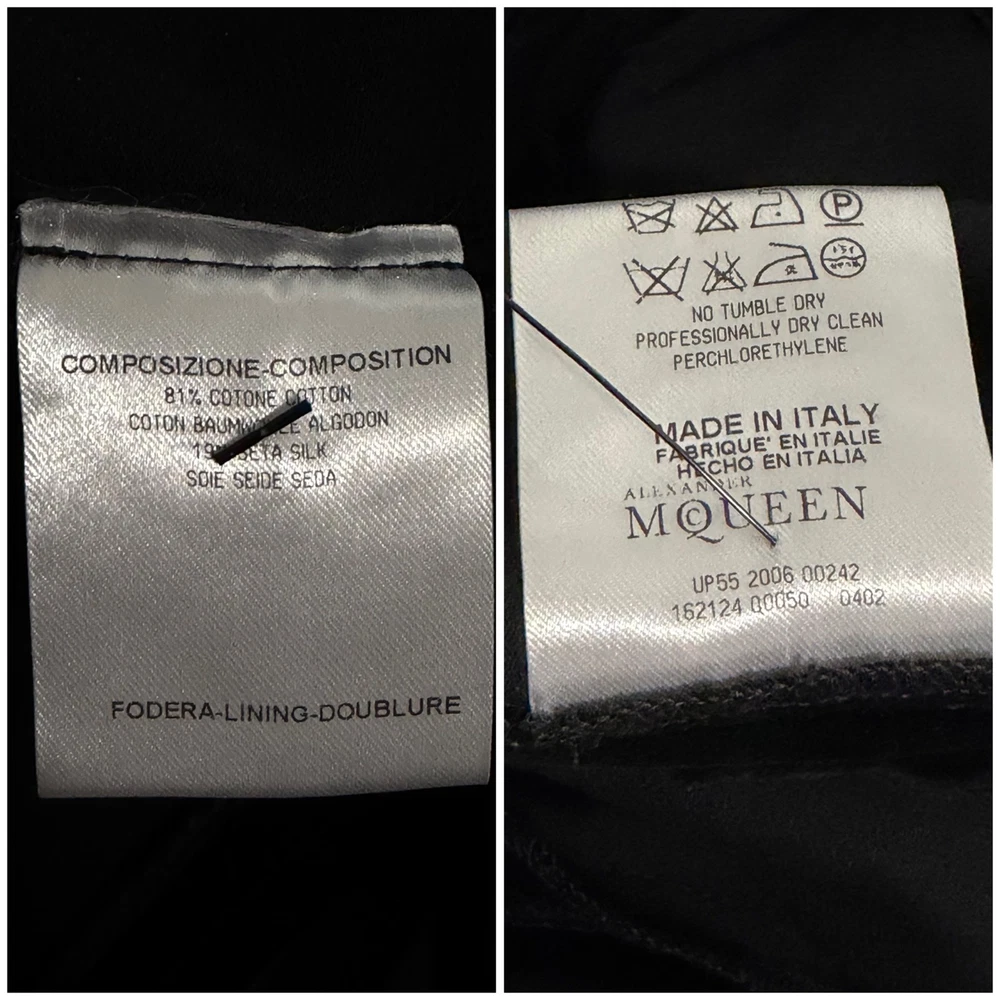 COMPOSIZIONE-COMPOSITION
81% COTONE COTTON
COTON ALGODON
SETA SILK
SOIE SEIDE SEDA
FODERA-LINING-DOUBLURE
P
NO TUMBLE DRY
PROFESSIONALLY DRY CLEAN
PERCHLORETHYLENE
MADE IN ITALY
FABRIQUE' EN ITALIE
HECHO EN ITALIA
ALEXANDER
MCQUEEN
UP55 2006 00242
162124 Q0050 0402